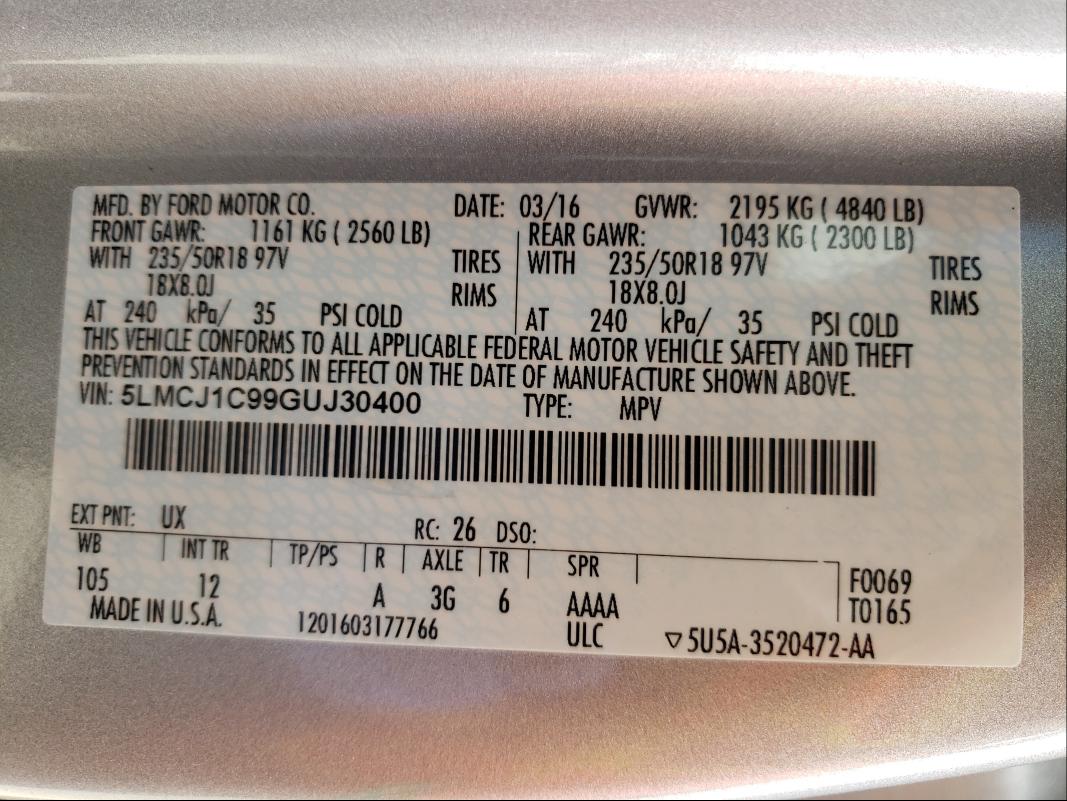 MFD. BY FORD MOTOR CO. DATE: 03/16 GVWR: 2195 KG ( 4840 LB)
FRONT GAWR: 1161 KG ( 2560 LB) REAR GAWR: 1043 KG ( 2300 LB)
WITH 235/50R18 97V TIRES WITH 235/50R18 97V TIRES
18X8.0J RIMS 18X8.0J RIMS
AT 240 kPa/ 35 PSI COLD AT 240 kPa/ 35 PSI COLD
THIS VEHICLE CONFORMS TO ALL APPLICABLE FEDERAL MOTOR VEHICLE SAFETY AND THEFT
PREVENTION STANDARDS IN EFFECT ON THE DATE OF MANUFACTURE SHOWN ABOVE.
VIN: 5LMCJ1C99GUJ30400 TYPE: MPV
EXT PNT: UX RC: 26 DSO:
WB INT TR TP/PS R AXLE TR SPR
105 12 A 3G 6 AAAA F0069
T0165
MADE IN U.S.A. 1201603177766 ULC ▽5U5A-3520472-AA